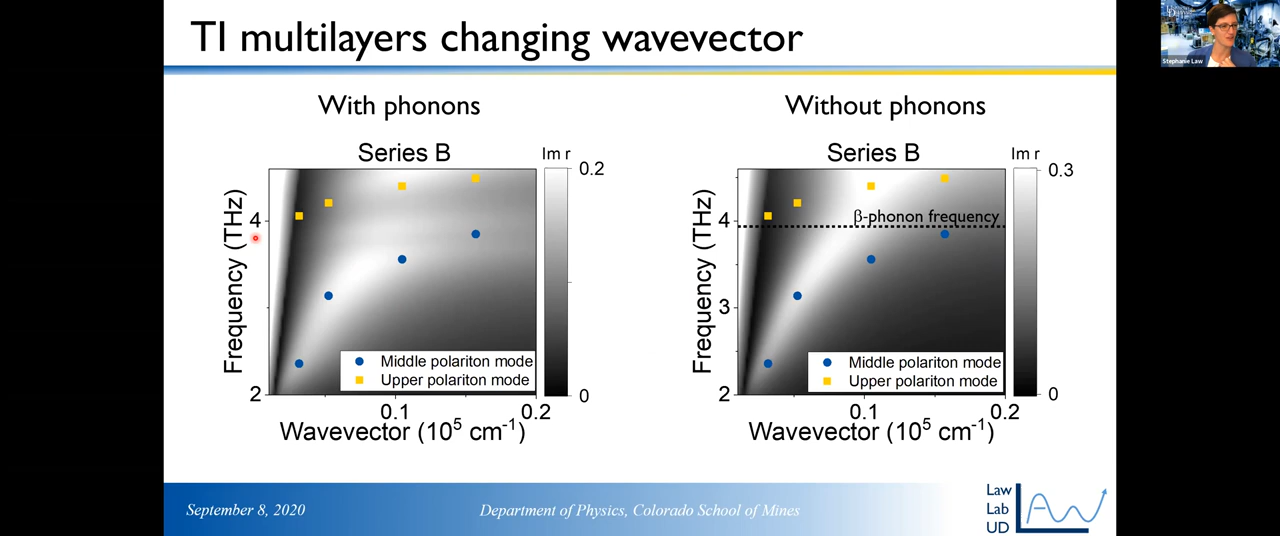 TI multilayers changing wavevector
Stephanie Law
With phonons
Without phonons
Series B
Im r
0.2
0
Frequency (THz)
4
2
Middle polariton mode
Upper polariton mode
0.1
0.2
Wavevector (10⁵ cm⁻¹)
Series B
Im r
0.3
0
β-phonon frequency
Frequency (THz)
4
3
2
Middle polariton mode
Upper polariton mode
0.1
0.2
Wavevector (10⁵ cm⁻¹)
September 8, 2020
Department of Physics, Colorado School of Mines
Law
Lab
UD